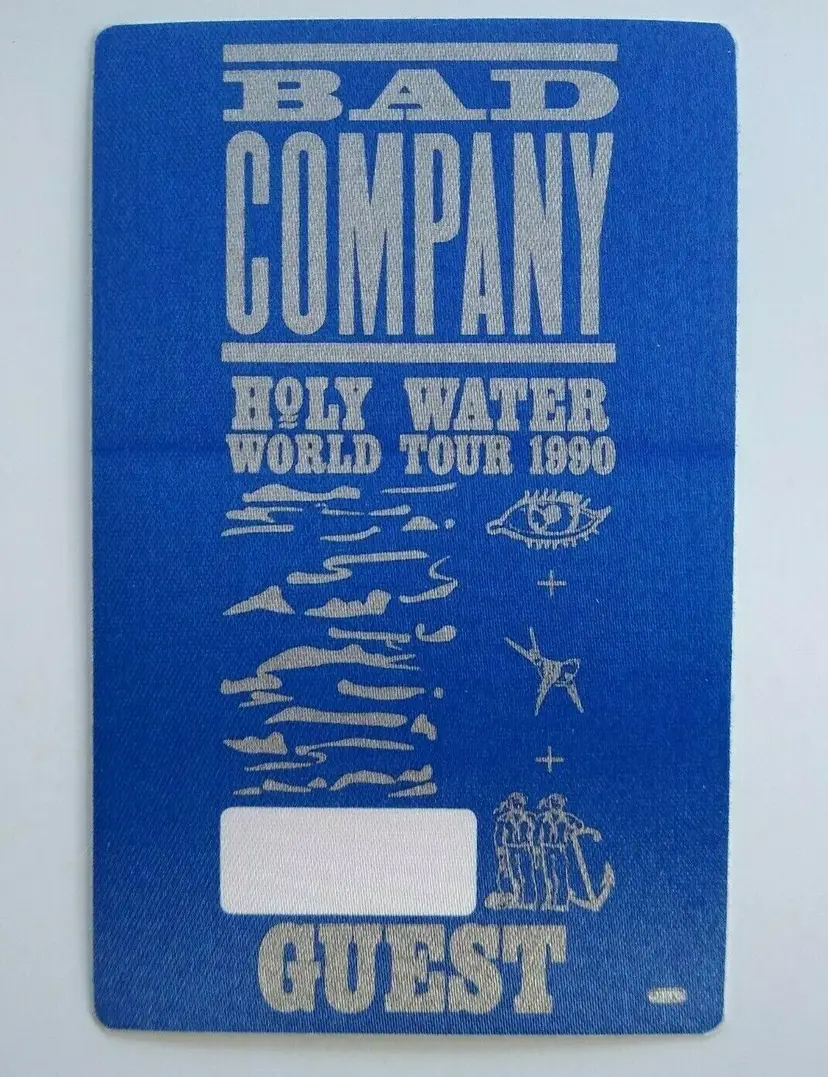 BAD
COMPANY
HOLY WATER
WORLD TOUR 1990
GUEST